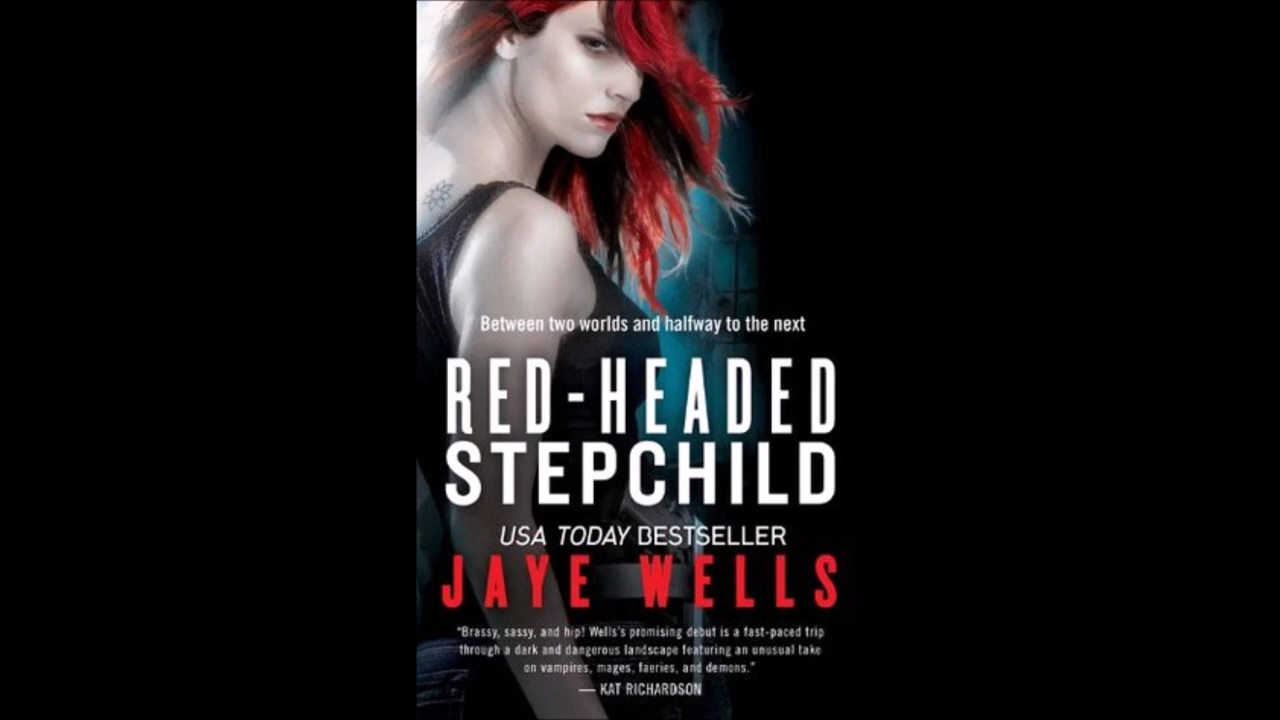 Between two worlds and halfway to the next
RED-HEADED
STEPCHILD
USA TODAY BESTSELLER
JAYE WELLS
"Brassy, sassy, and hip! Wells's promising debut is a fast-paced trip
through a dark and dangerous landscape featuring an unusual take
on vampires, mages, faeries, and demons."
— KAT RICHARDSON